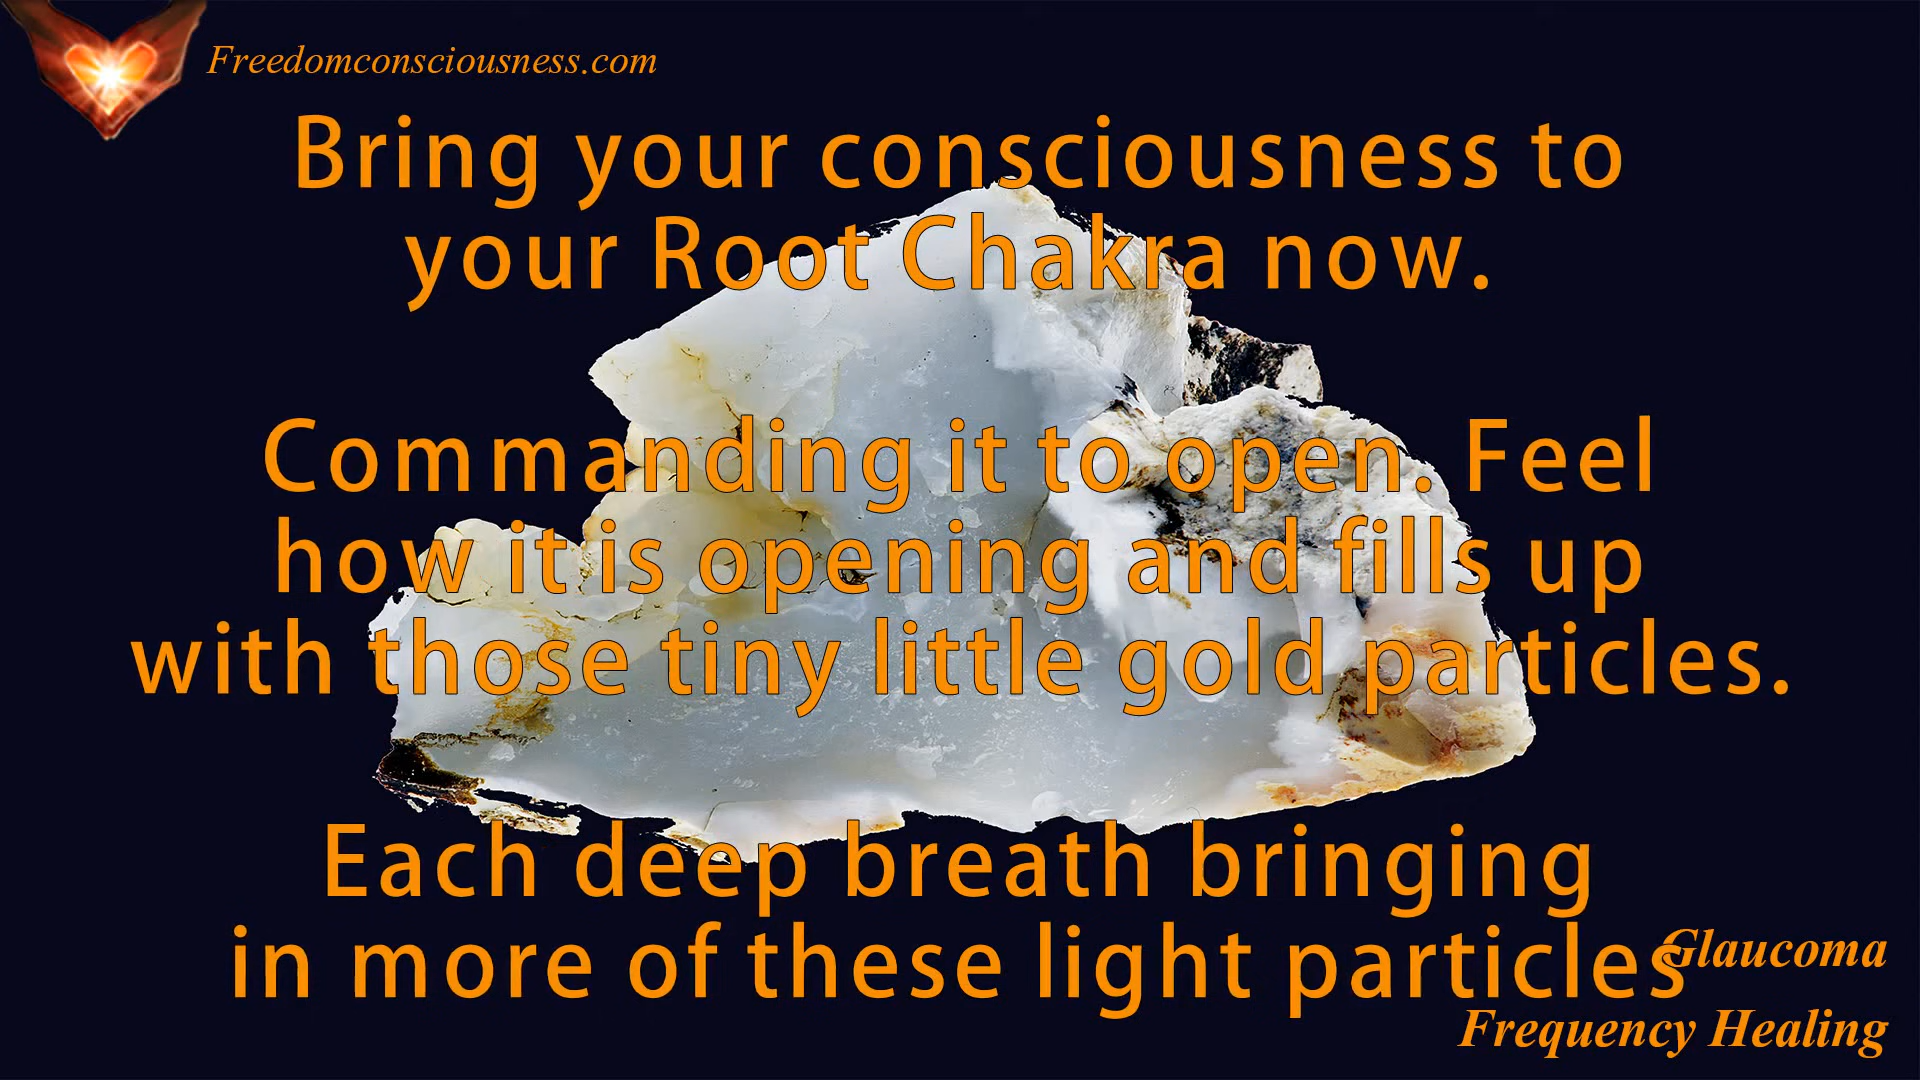 Freedomconsciousness.com
Bring your consciousness to
your Root Chakra now.
Commanding it to open. Feel
how it is opening and fills up
with those tiny little gold particles.
Each deep breath bringing
in more of these light particles
Glaucoma
Frequency Healing